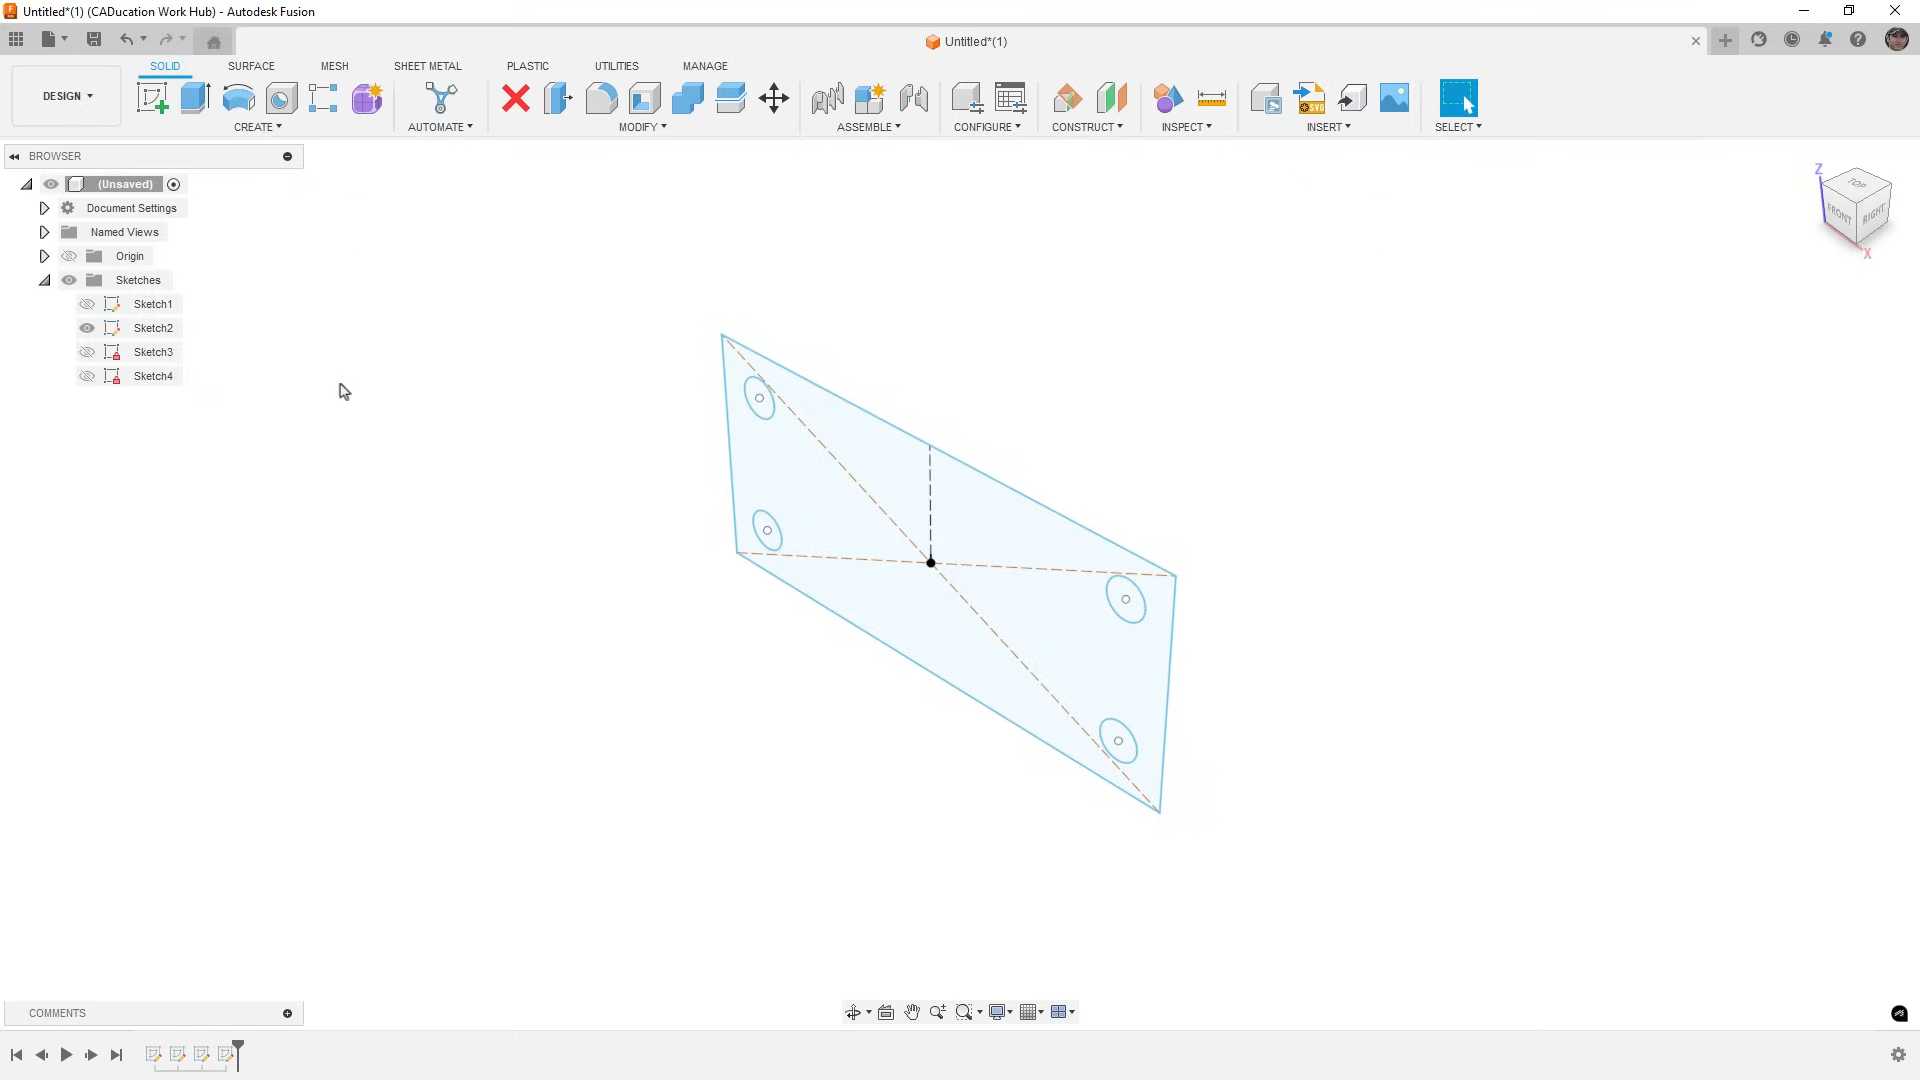 Untitled*(1) (CADucation Work Hub) - Autodesk Fusion
Untitled*(1)
SOLID SURFACE MESH SHEET METAL PLASTIC UTILITIES MANAGE
DESIGN
CREATE AUTOMATE MODIFY ASSEMBLE CONFIGURE CONSTRUCT INSPECT INSERT SELECT
BROWSER
(Unsaved)
Document Settings
Named Views
Origin
Sketches
Sketch1
Sketch2
Sketch3
Sketch4
Z
TOP
FRONT
RIGHT
X
COMMENTS